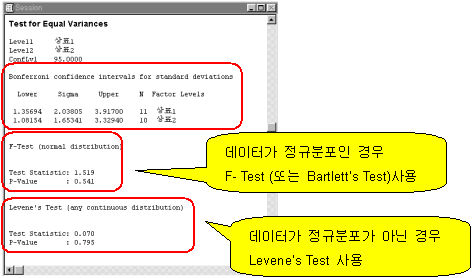 Session
Test for Equal Variances
Level1 상표1
Level2 상표2
ConfLvl 95.0000
Bonferroni confidence intervals for standard deviations
Lower Sigma Upper N Factor Levels
1.35694 2.03805 3.91700 11 상표1
1.08154 1.65341 3.32940 10 상표2
F-Test (normal distribution)
Test Statistic: 1.519
P-Value : 0.541
Levene's Test (any continuous distribution)
Test Statistic: 0.070
P-Value : 0.795
데이터가 정규분포인 경우
F- Test (또는 Bartlett's Test)사용
데이터가 정규분포가 아닌 경우
Levene's Test 사용